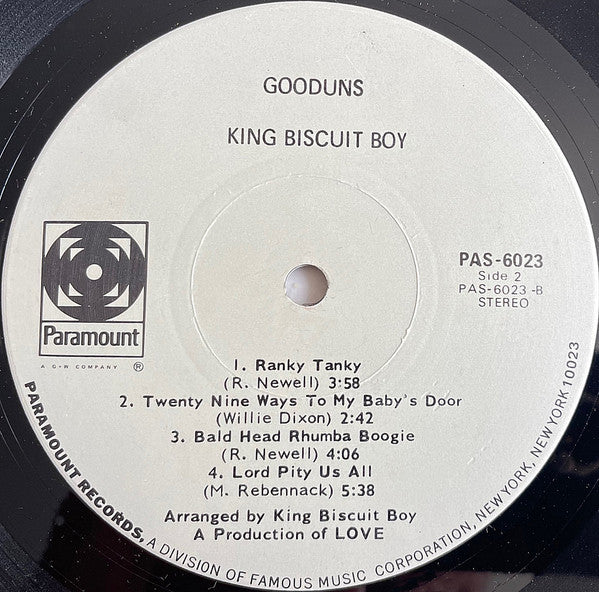 GOODUNS
KING BISCUIT BOY
PAS-6023
Side 2
PAS-6023-B
STEREO
Paramount
A G+W COMPANY ®
1. Ranky Tanky
(R. Newell) 3:58
2. Twenty Nine Ways To My Baby's Door
(Willie Dixon) 2:42
3. Bald Head Rhumba Boogie
(R. Newell) 4:06
4. Lord Pity Us All
(M. Rebennack) 5:38
Arranged by King Biscuit Boy
A Production of LOVE
PARAMOUNT RECORDS, A DIVISION OF FAMOUS MUSIC CORPORATION, NEW YORK, NEW YORK 10023